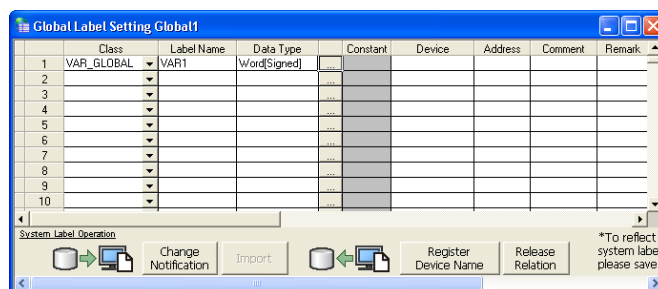 Global Label Setting Global1
Class Label Name Data Type Constant Device Address Comment Remark
1 VAR_GLOBAL VAR1 Word[Signed] ...
2 ...
3 ...
4 ...
5 ...
6 ...
7 ...
8 ...
9 ...
10 ...
System Label Operation
Change Notification
Import
Register Device Name
Release Relation
*To reflect
system labe
please save